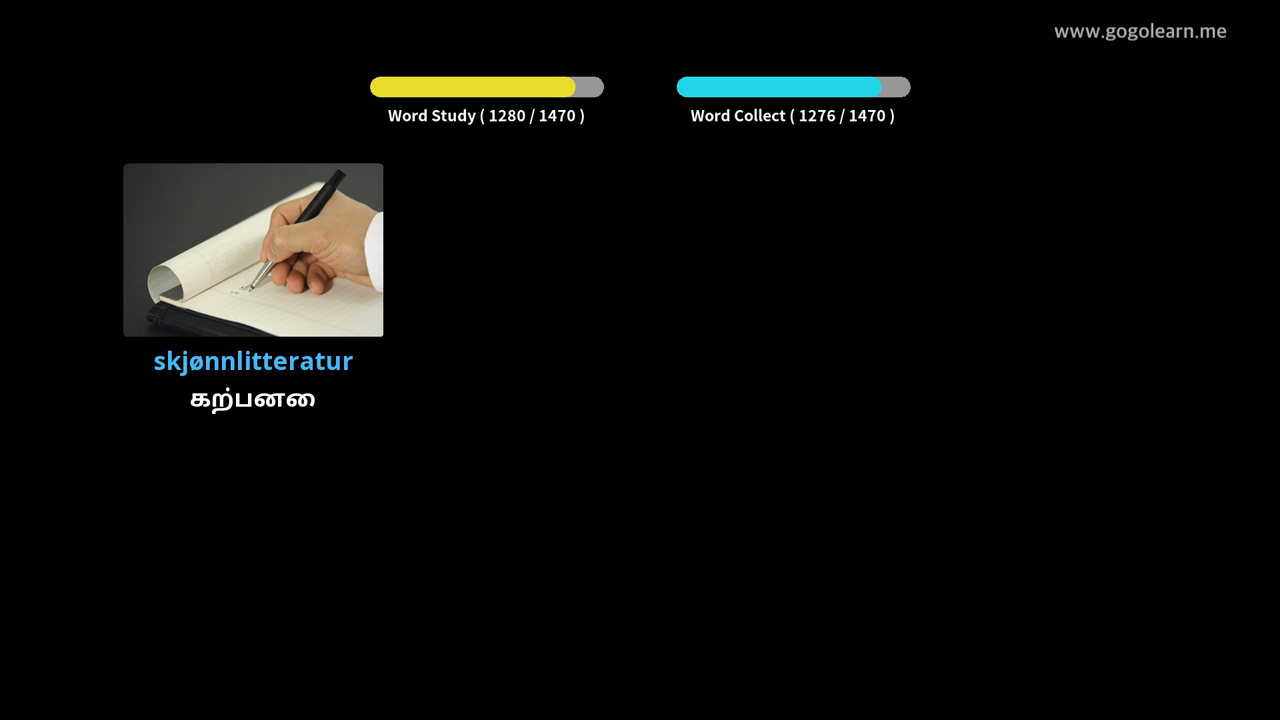 www.gogolearn.me
Word Study ( 1280 / 1470 )
Word Collect ( 1276 / 1470 )
skjønnlitteratur
கற்பனை